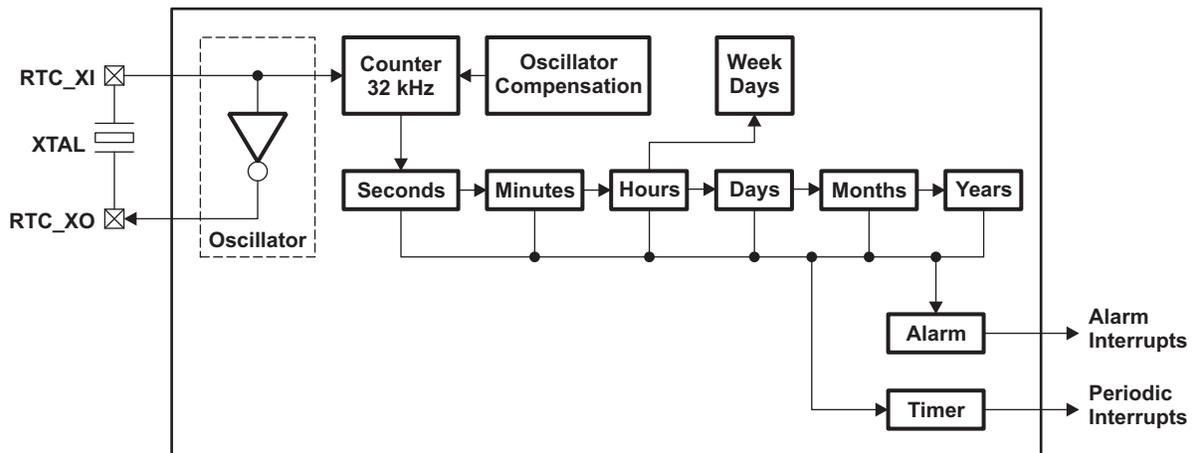 RTC_XI
XTAL
RTC_XO
Oscillator
Counter
32 kHz
Oscillator
Compensation
Week
Days
Seconds
Minutes
Hours
Days
Months
Years
Alarm
Alarm
Interrupts
Timer
Periodic
Interrupts